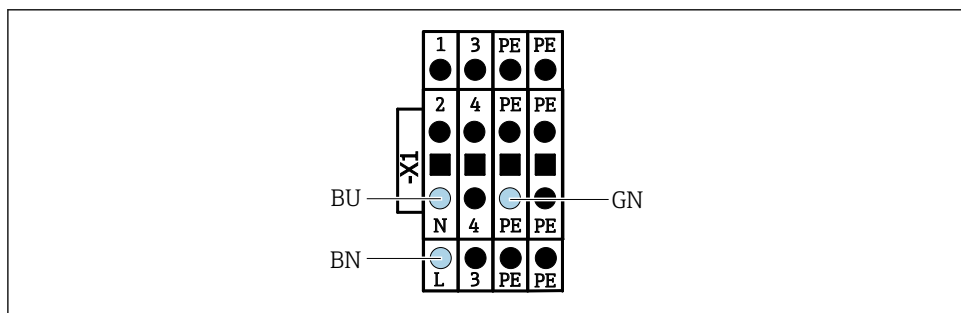 1 3 PE PE
2 4 PE PE
-X1
BU
GN
N 4 PE PE
BN
L 3 PE PE